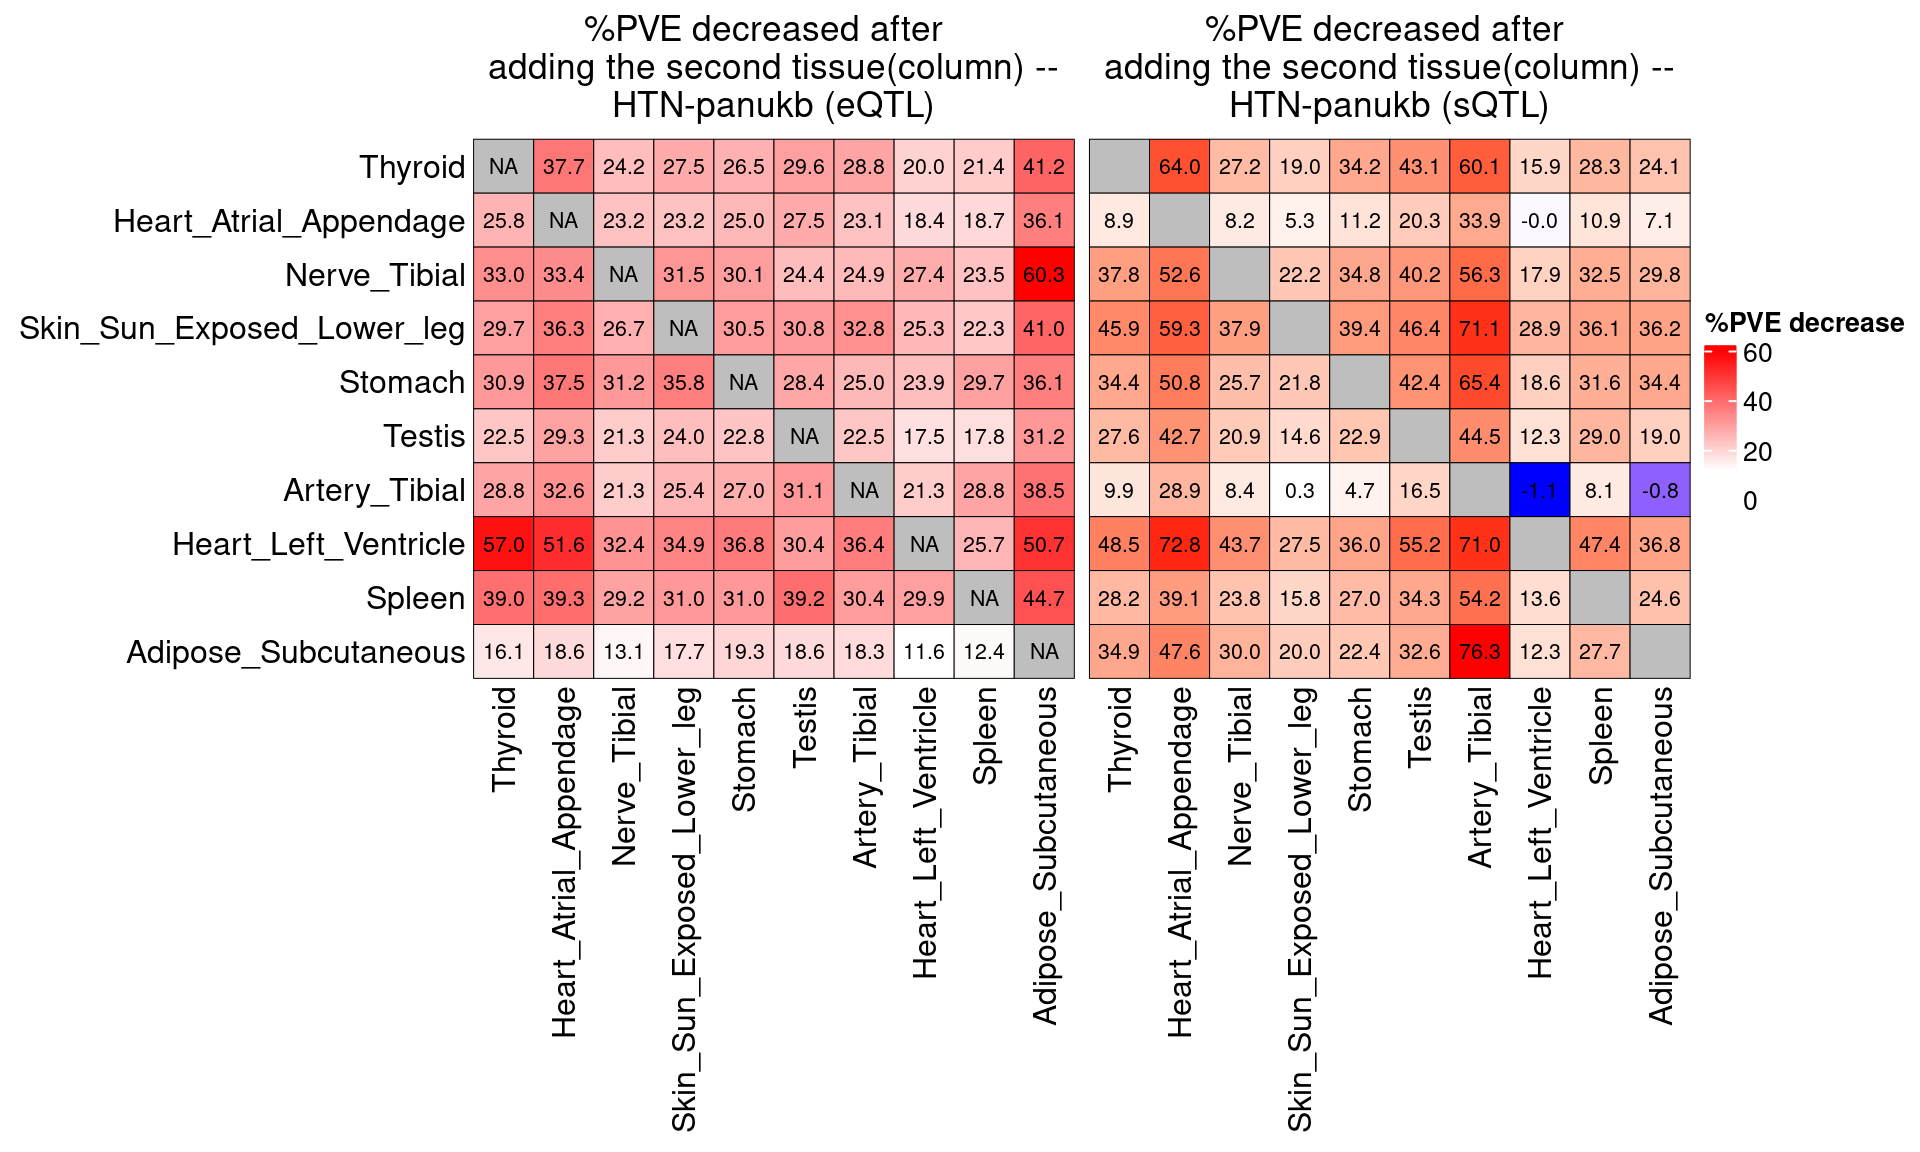 %PVE decreased after
adding the second tissue(column) --
HTN-panukb (eQTL)
%PVE decreased after
adding the second tissue(column) --
HTN-panukb (sQTL)
Thyroid NA 37.7 24.2 27.5 26.5 29.6 28.8 20.0 21.4 41.2 64.0 27.2 19.0 34.2 43.1 60.1 15.9 28.3 24.1
Heart_Atrial_Appendage 25.8 NA 23.2 23.2 25.0 27.5 23.1 18.4 18.7 36.1 8.9 8.2 5.3 11.2 20.3 33.9 -0.0 10.9 7.1
Nerve_Tibial 33.0 33.4 NA 31.5 30.1 24.4 24.9 27.4 23.5 60.3 37.8 52.6 22.2 34.8 40.2 56.3 17.9 32.5 29.8
Skin_Sun_Exposed_Lower_leg 29.7 36.3 26.7 NA 30.5 30.8 32.8 25.3 22.3 41.0 45.9 59.3 37.9 39.4 46.4 71.1 28.9 36.1 36.2
Stomach 30.9 37.5 31.2 35.8 NA 28.4 25.0 23.9 29.7 36.1 34.4 50.8 25.7 21.8 42.4 65.4 18.6 31.6 34.4
Testis 22.5 29.3 21.3 24.0 22.8 NA 22.5 17.5 17.8 31.2 27.6 42.7 20.9 14.6 22.9 44.5 12.3 29.0 19.0
Artery_Tibial 28.8 32.6 21.3 25.4 27.0 31.1 NA 21.3 28.8 38.5 9.9 28.9 8.4 0.3 4.7 16.5 -1.1 8.1 -0.8
Heart_Left_Ventricle 57.0 51.6 32.4 34.9 36.8 30.4 36.4 NA 25.7 50.7 48.5 72.8 43.7 27.5 36.0 55.2 71.0 47.4 36.8
Spleen 39.0 39.3 29.2 31.0 31.0 39.2 30.4 29.9 NA 44.7 28.2 39.1 23.8 15.8 27.0 34.3 54.2 13.6 24.6
Adipose_Subcutaneous 16.1 18.6 13.1 17.7 19.3 18.6 18.3 11.6 12.4 NA 34.9 47.6 30.0 20.0 22.4 32.6 76.3 12.3 27.7
Thyroid
Heart_Atrial_Appendage
Nerve_Tibial
Skin_Sun_Exposed_Lower_leg
Stomach
Testis
Artery_Tibial
Heart_Left_Ventricle
Spleen
Adipose_Subcutaneous
Thyroid
Heart_Atrial_Appendage
Nerve_Tibial
Skin_Sun_Exposed_Lower_leg
Stomach
Testis
Artery_Tibial
Heart_Left_Ventricle
Spleen
Adipose_Subcutaneous
%PVE decrease
60
40
20
0